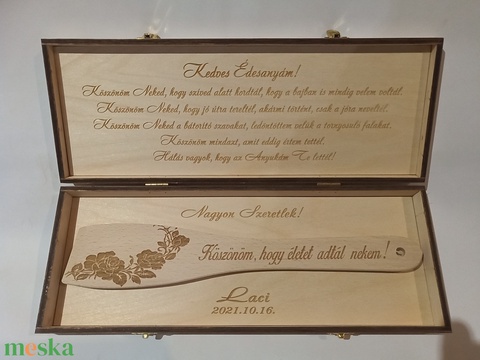 Kedves Édesanyám!
Köszönöm Neked, hogy szíved alatt hordtál, hogy a bajban is mindig velem voltál.
Köszönöm Neked, hogy jó útra tereltél, akármi történt, csak a jóra neveltél.
Köszönöm Neked a bátorító szavakat, ledöntöttem velük a tornyosuló falakat.
Köszönöm mindazt, amit eddig értem tettél.
Hálás vagyok, hogy az Anyukám Te lettél!
Nagyon Szeretlek!
Köszönöm, hogy életet adtál nekem!
Laci
2021.10.16.
meska